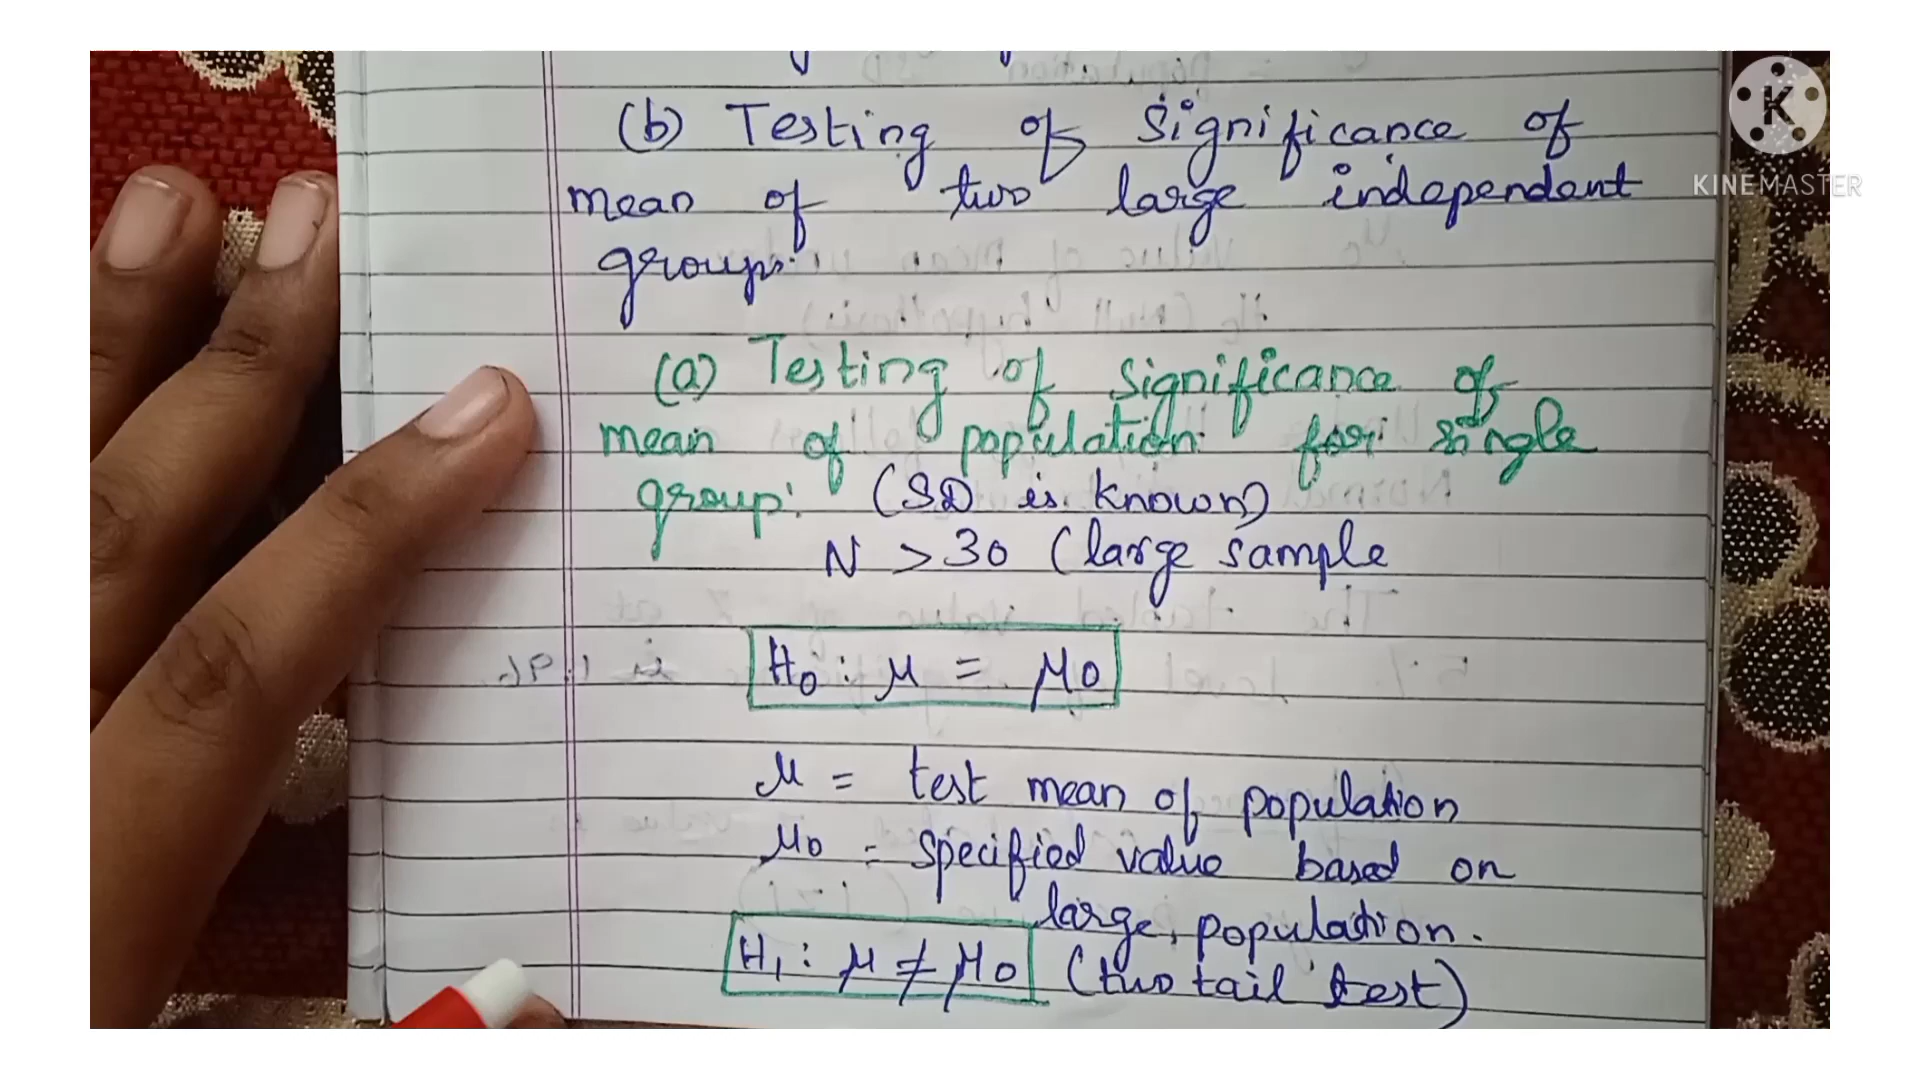 (b) Testing of significance of
mean of two large independent
groups.
(a) Testing of significance of
mean of population for single
group: (SD is known)
N > 30 (large sample
H0 : μ = μ0
μ = test mean of population
μ0 = specified value based on
large, population.
H1 : μ ≠ μ0 (two tail test)
K
KINEMASTER